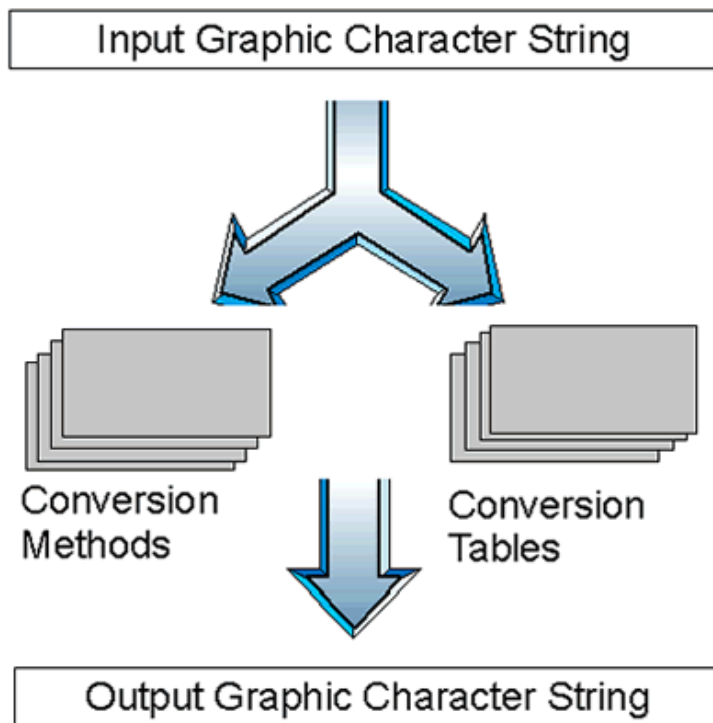 Input Graphic Character String
Conversion
Methods
Conversion
Tables
Output Graphic Character String